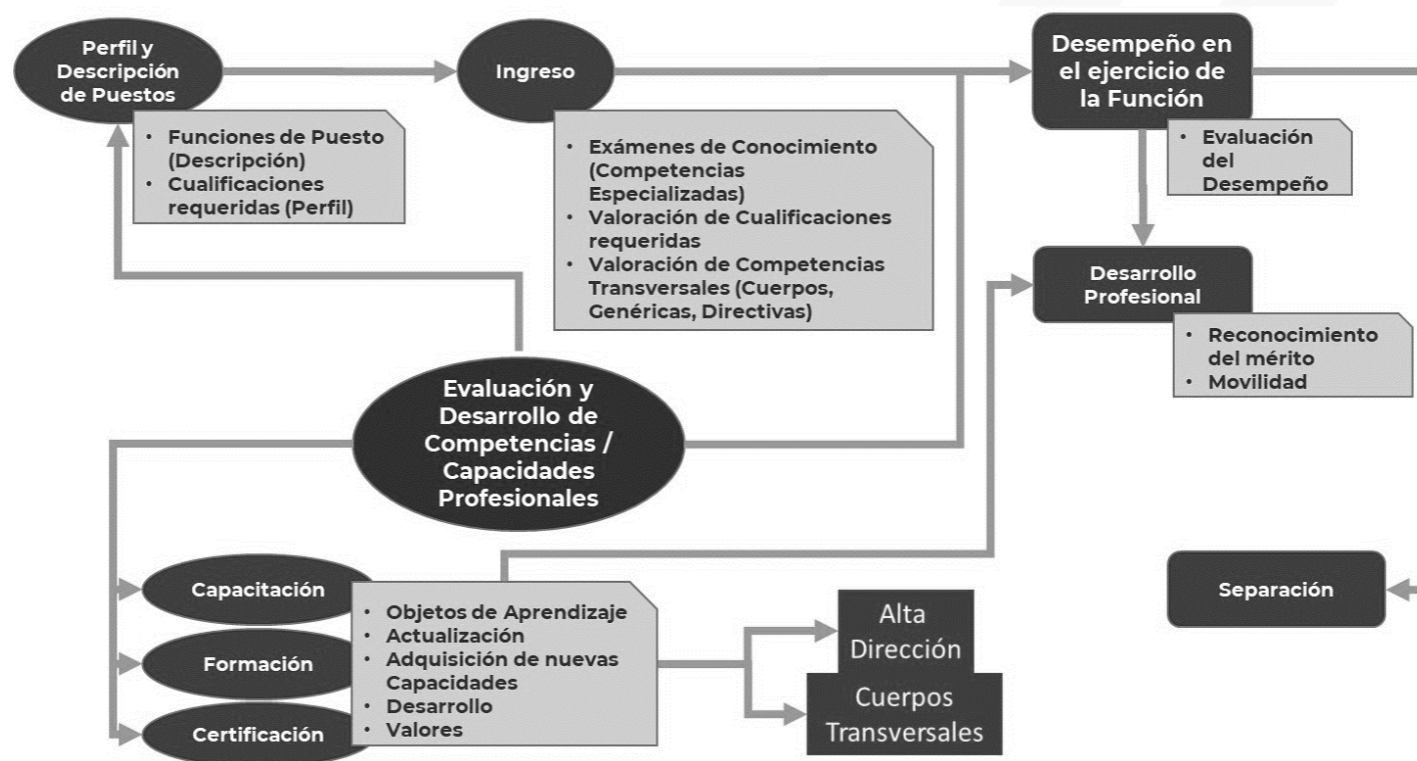 Perfil y
Descripción
de Puestos
Ingreso
Desempeño en
el ejercicio de
la Función
• Funciones de Puesto
(Descripción)
• Cualificaciones
requeridas (Perfil)
• Exámenes de Conocimiento
(Competencias
Especializadas)
• Valoración de Cualificaciones
requeridas
• Valoración de Competencias
Transversales (Cuerpos,
Genéricas, Directivas)
• Evaluación
del
Desempeño
Desarrollo
Profesional
• Reconocimiento
del mérito
• Movilidad
Evaluación y
Desarrollo de
Competencias /
Capacidades
Profesionales
Capacitación
Formación
Certificación
• Objetos de Aprendizaje
• Actualización
• Adquisición de nuevas
Capacidades
• Desarrollo
• Valores
Alta
Dirección
Cuerpos
Transversales
Separación